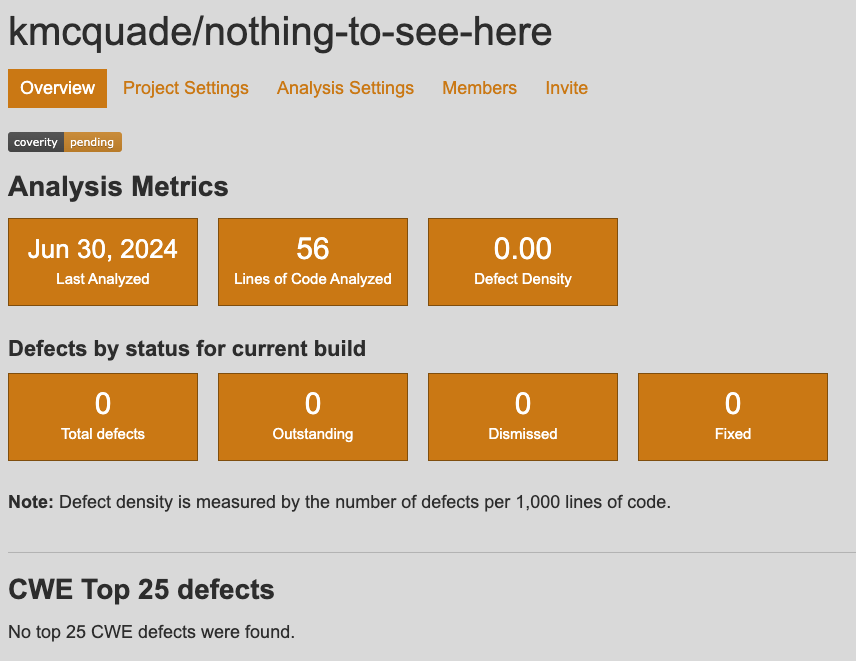 kmcquade/nothing-to-see-here
Overview Project Settings Analysis Settings Members Invite
coverity pending
Analysis Metrics
Jun 30, 2024 56 0.00
Last Analyzed Lines of Code Analyzed Defect Density
Defects by status for current build
0 0 0 0
Total defects Outstanding Dismissed Fixed
Note: Defect density is measured by the number of defects per 1,000 lines of code.
CWE Top 25 defects
No top 25 CWE defects were found.